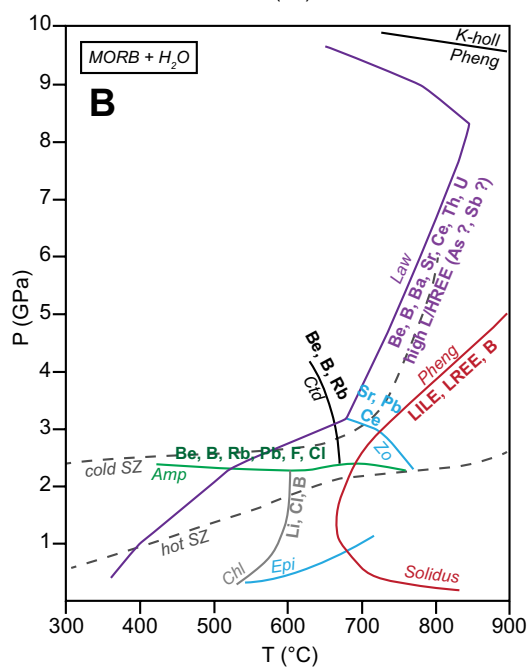 10
9
8
7
6
5
4
3
2
1
P (GPa)
MORB + H₂O
B
K-holl
Pheng
Law
Be, B, Ba, Sr, Ce, Th, U
high L/HREE (As ?, Sb ?)
Be, B, Rb
Ctd
Sr, Pb
Ce
Zo
Pheng
LILE, LREE, B
Be, B, Rb, Pb, F, Cl
Amp
cold SZ
hot SZ
Li, Cl, B
Chl
Epi
Solidus
300 400 500 600 700 800 900
T (°C)